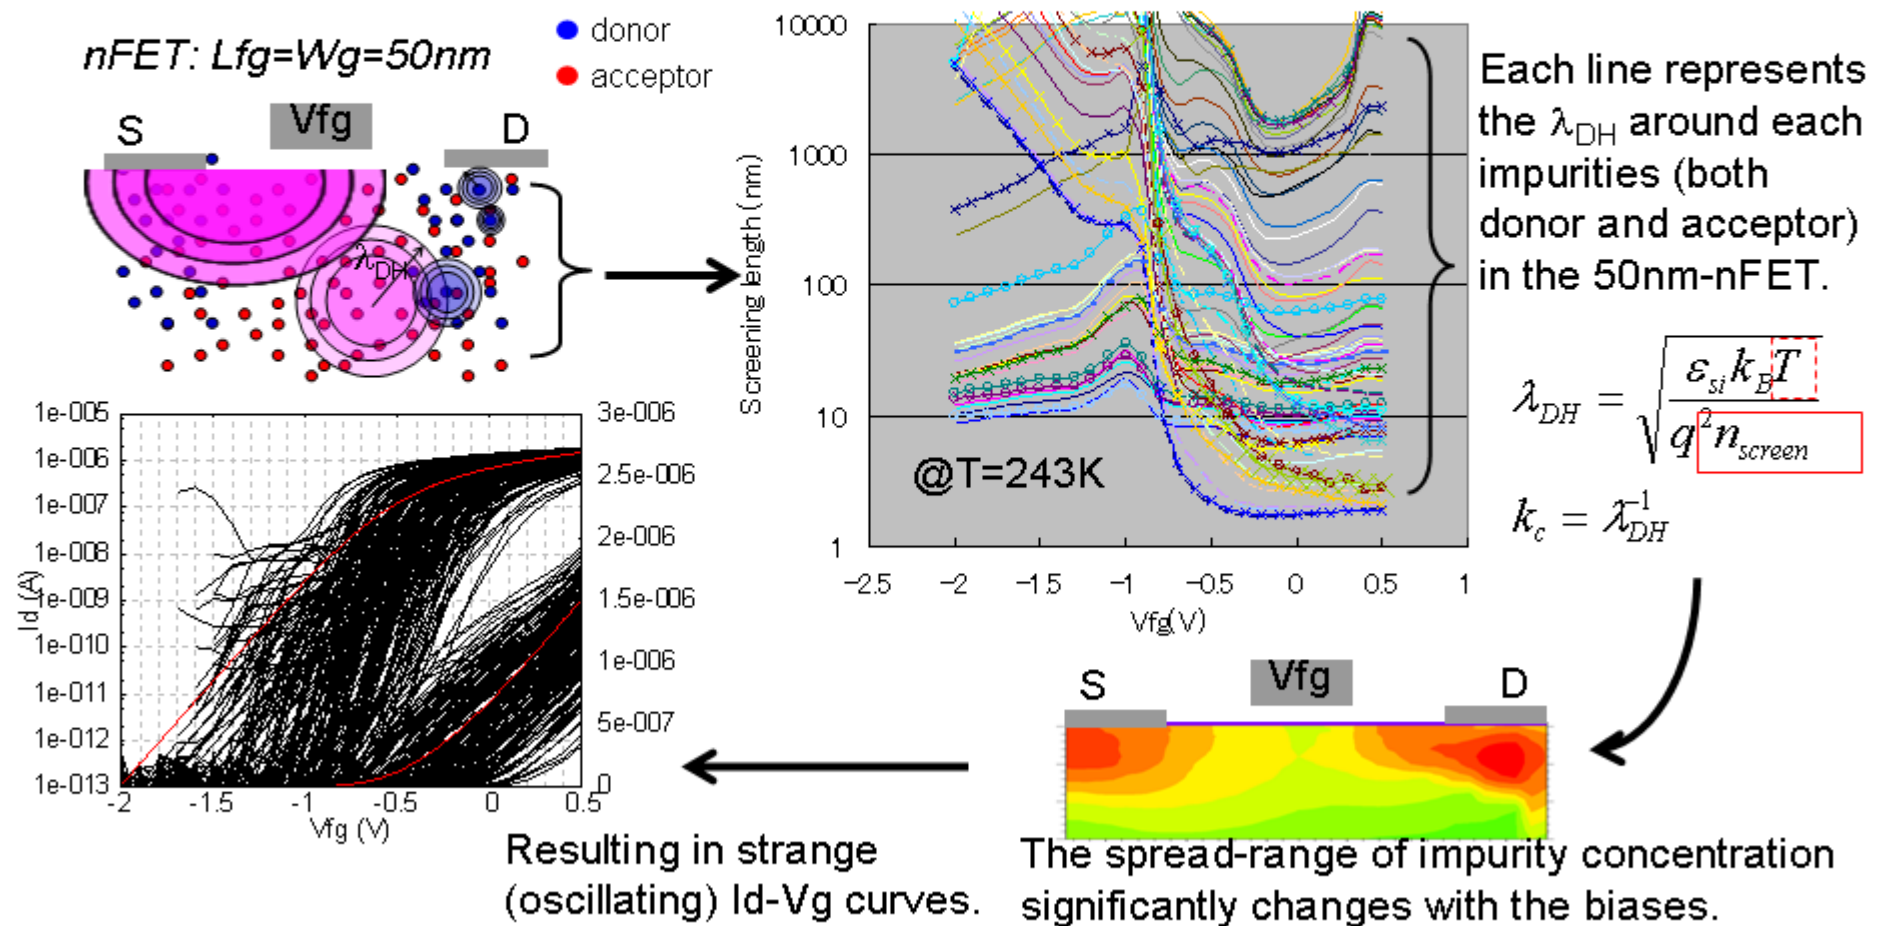 nFET: Lfg=Wg=50nm
donor
acceptor
S
Vfg
D
λDH
10000
1000
100
10
1
Screening length (nm)
@T=243K
−2.5
−2
−1.5
−1
−0.5
0
0.5
1
Vfg(V)
Each line represents
the λDH around each
impurities (both
donor and acceptor)
in the 50nm-nFET.
λDH = √(εsi kB T / q² nscreen)
kc = λDH⁻¹
1e-005
1e-006
1e-007
1e-008
1e-009
1e-010
1e-011
1e-012
1e-013
Id (A)
3e-006
2.5e-006
2e-006
1.5e-006
1e-006
5e-007
0
-2
-1.5
-1
-0.5
0
0.5
Vfg (V)
S
Vfg
D
Resulting in strange
(oscillating) Id-Vg curves.
The spread-range of impurity concentration
significantly changes with the biases.